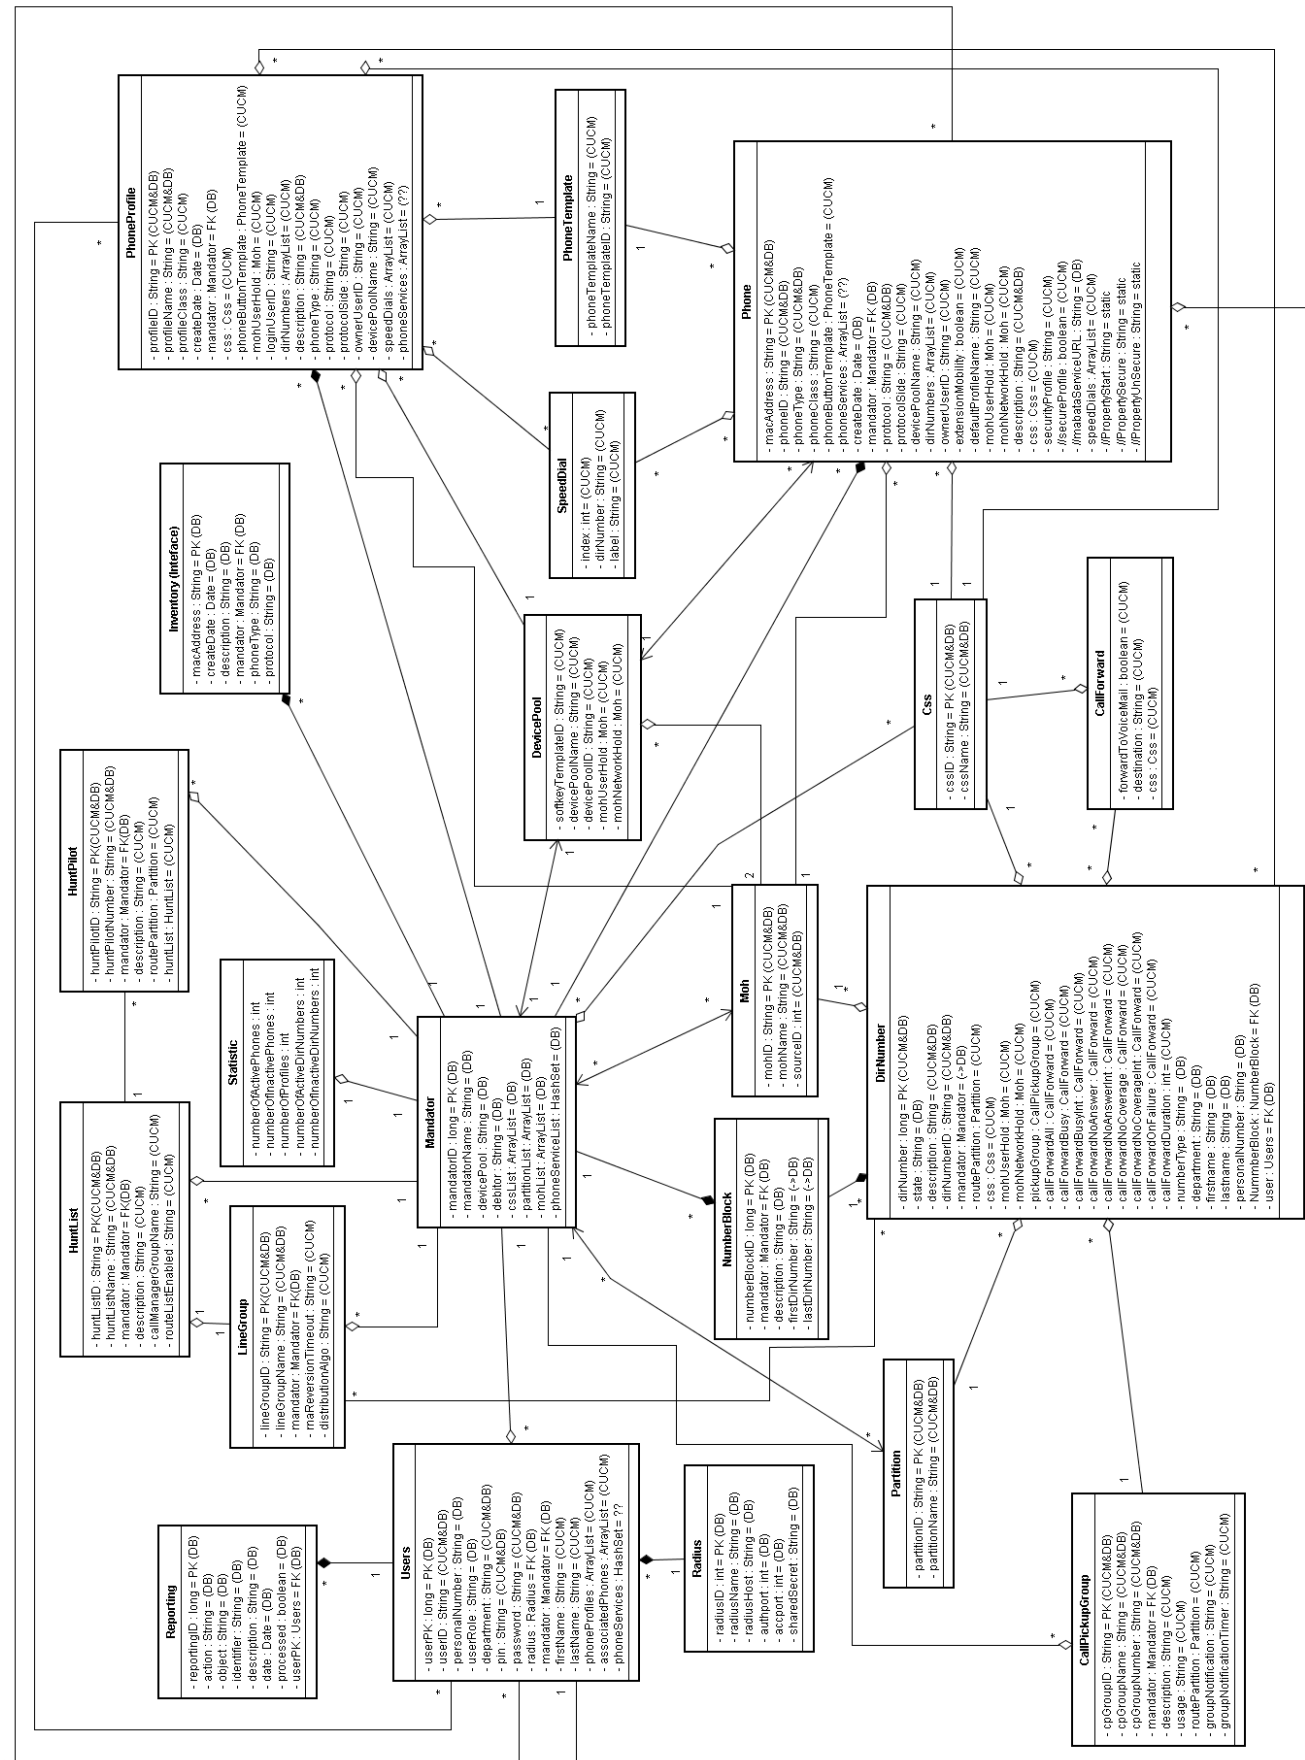 PhoneProfile
- profileID : String = PK (CUCM&DB)
- profileName : String = (CUCM&DB)
- profileClass : String = (CUCM)
- createDate : Date = (DB)
- mandator : Mandator = FK (DB)
- css : Css = (CUCM)
- phoneButtonTemplate : PhoneTemplate = (CUCM)
- mohUserHold : Moh = (CUCM)
- loginUserID : String = (CUCM)
- dirNumbers : ArrayList = (CUCM)
- description : String = (CUCM&DB)
- phoneType : String = (CUCM)
- protocol : String = (CUCM)
- protocolSide : String = (CUCM)
- ownerUserID : String = (CUCM)
- devicePoolName : String = (CUCM)
- speedDials : ArrayList = (CUCM)
- phoneServices : ArrayList = (??)
PhoneTemplate
- phoneTemplateName : String = (CUCM)
- phoneTemplateID : String = (CUCM)
Phone
- macAddress : String = PK (CUCM&DB)
- phoneID : String = (CUCM&DB)
- phoneType : String = (CUCM&DB)
- phoneClass : String = (CUCM)
- phoneButtonTemplate : PhoneTemplate = (CUCM)
- phoneServices : ArrayList = (??)
- createDate : Date = (DB)
- mandator : Mandator = FK (DB)
- protocol : String = (CUCM&DB)
- protocolSide : String = (CUCM)
- devicePoolName : String = (CUCM)
- dirNumbers : ArrayList = (CUCM)
- ownerUserID : String = (CUCM)
- extensionMobility : boolean = (CUCM)
- defaultProfileName : String = (CUCM)
- mohUserHold : Moh = (CUCM)
- mohNetworkHold : Moh = (CUCM)
- description : String = (CUCM&DB)
- css : Css = (CUCM)
- securityProfile : String = (CUCM)
- //secureProfile : boolean = (CUCM)
- //mabataServiceURL : String = (DB)
- speedDials : ArrayList = (CUCM)
- //PropertyStart : String = static
- //PropertySecure : String = static
- //PropertyUnSecure : String = static
SpeedDial
- index : int = (CUCM)
- dirNumber : String = (CUCM)
- label : String = (CUCM)
Inventory (Inteface)
- macAddress : String = PK (DB)
- createDate : Date = (DB)
- description : String = (DB)
- mandator : Mandator = FK (DB)
- phoneType : String = (DB)
- protocol : String = (DB)
DevicePool
- softkeyTemplateID : String = (CUCM)
- devicePoolName : String = (CUCM)
- devicePoolID : String = (CUCM)
- mohUserHold : Moh = (CUCM)
- mohNetworkHold : Moh = (CUCM)
Css
- cssID : String = PK (CUCM&DB)
- cssName : String = (CUCM&DB)
CallForward
- forwardToVoiceMail : boolean = (CUCM)
- destination : String = (CUCM)
- css : Css = (CUCM)
HuntPilot
- huntPilotID : String = PK(CUCM&DB)
- huntPilotNumber : String = (CUCM&DB)
- mandator : Mandator = FK(DB)
- description : String = (CUCM)
- routePartition : Partition = (CUCM)
- huntList : HuntList = (CUCM)
Statistic
- numberOfActivePhones : int
- numberOfInactivePhones : int
- numberOfProfiles : int
- numberOfActiveDirNumbers : int
- numberOfInactiveDirNumbers : int
Mandator
- mandatorID : long = PK (DB)
- mandatorName : String = (DB)
- devicePool : String = (DB)
- debitor : String = (DB)
- cssList : ArrayList = (DB)
- partitionList : ArrayList = (DB)
- mohList : ArrayList = (DB)
- phoneServiceList : HashSet = (DB)
Moh
- mohID : String = PK (CUCM&DB)
- mohName : String = (CUCM&DB)
- sourceID : int = (CUCM&DB)
DirNumber
- dirNumber : long = PK (CUCM&DB)
- state : String = (DB)
- description : String = (CUCM&DB)
- dirNumberID : String = (CUCM&DB)
- mandator : Mandator = (->DB)
- routePartition : Partition = (CUCM)
- css : Css = (CUCM)
- mohUserHold : Moh = (CUCM)
- mohNetworkHold : Moh = (CUCM)
- pickupGroup : CallPickupGroup = (CUCM)
- callForwardAll : CallForward = (CUCM)
- callForwardBusy : CallForward = (CUCM)
- callForwardBusyInt : CallForward = (CUCM)
- callForwardNoAnswer : CallForward = (CUCM)
- callForwardNoAnswerInt : CallForward = (CUCM)
- callForwardNoCoverage : CallForward = (CUCM)
- callForwardNoCoverageInt : CallForward = (CUCM)
- callForwardOnFailure : CallForward = (CUCM)
- callForwardDuration : int = (CUCM)
- numberType : String = (DB)
- department : String = (DB)
- firstname : String = (DB)
- lastname : String = (DB)
- personalNumber : String = (DB)
- NumberBlock : NumberBlock = FK (DB)
- user : Users = FK (DB)
HuntList
- huntListID : String = PK(CUCM&DB)
- huntListName : String = (CUCM&DB)
- mandator : Mandator = FK(DB)
- description : String = (CUCM)
- callManagerGroupName : String = (CUCM)
- routeListEnabled : String = (CUCM)
LineGroup
- lineGroupID : String = PK(CUCM&DB)
- lineGroupName : String = (CUCM&DB)
- mandator : Mandator = FK(DB)
- rnaReversionTimeout : String = (CUCM)
- distributionAlgo : String = (CUCM)
NumberBlock
- numberBlockID : long = PK (DB)
- mandator : Mandator = FK (DB)
- description : String = (DB)
- firstDirNumber : String = (->DB)
- lastDirNumber : String = (->DB)
Partition
- partitionID : String = PK (CUCM&DB)
- partitionName : String = (CUCM&DB)
Reporting
- reportingID : long = PK (DB)
- action : String = (DB)
- object : String = (DB)
- identifier : String = (DB)
- description : String = (DB)
- date : Date = (DB)
- processed : boolean = (DB)
- userPK : Users = FK (DB)
Users
- userPK : long = PK (DB)
- userID : String = (CUCM&DB)
- personalNumber : String = (DB)
- userRole : String = (DB)
- department : String = (CUCM&DB)
- pin : String = (CUCM&DB)
- password : String = (CUCM&DB)
- radius : Radius = FK (DB)
- mandator : Mandator = FK (DB)
- firstName : String = (CUCM)
- lastName : String = (CUCM)
- phoneProfiles : ArrayList = (CUCM)
- associatedPhones : ArrayList = (CUCM)
- phoneServices : HashSet = ??
Radius
- radiusID : int = PK (DB)
- radiusName : String = (DB)
- radiusHost : String = (DB)
- authport : int = (DB)
- accport : int = (DB)
- sharedSecret : String = (DB)
CallPickupGroup
- cpGroupID : String = PK (CUCM&DB)
- cpGroupName : String = (CUCM&DB)
- cpGroupNumber : String = (CUCM&DB)
- mandator : Mandator = FK (DB)
- description : String = (CUCM)
- usage : String = (CUCM)
- routePartition : Partition = (CUCM)
- groupNotification : String = (CUCM)
- groupNotificationTimer : String = (CUCM)